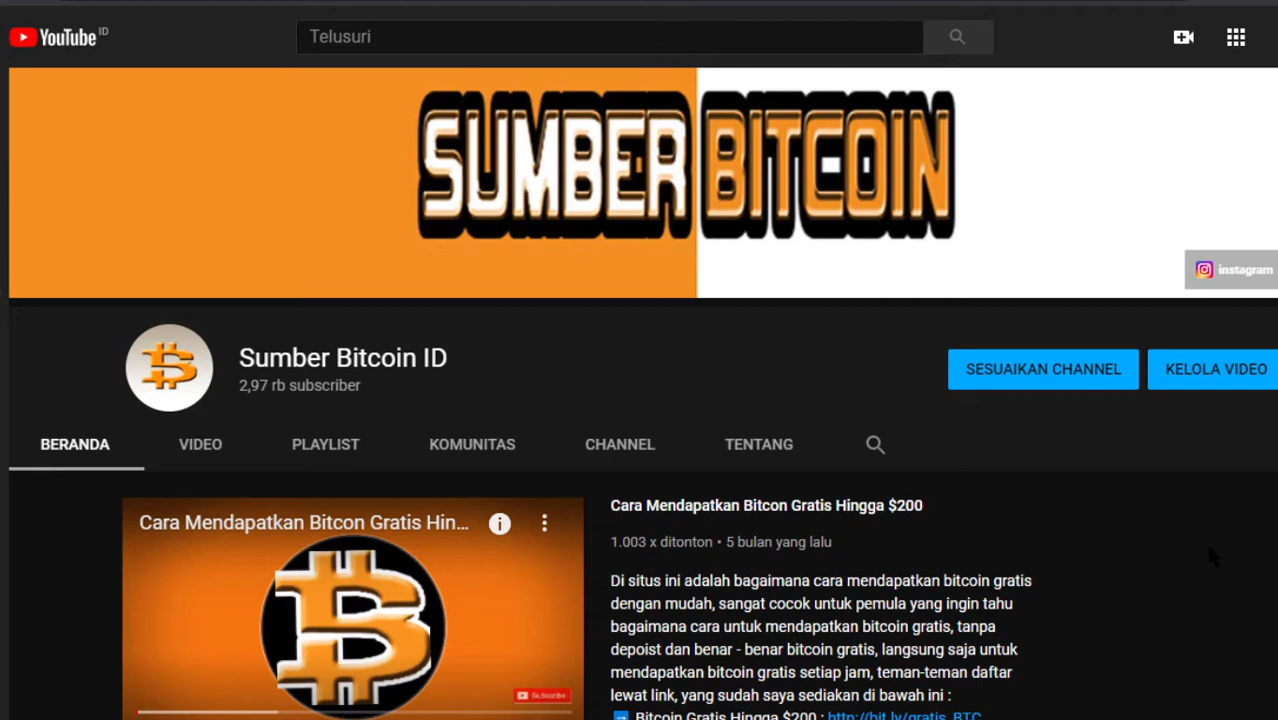 YouTube ID
Telusuri
SUMBER BITCOIN
instagram
Sumber Bitcoin ID
2,97 rb subscriber
SESUAIKAN CHANNEL
KELOLA VIDEO
BERANDA
VIDEO
PLAYLIST
KOMUNITAS
CHANNEL
TENTANG
Cara Mendapatkan Bitcon Gratis Hin...
Subscribe
Cara Mendapatkan Bitcon Gratis Hingga $200
1.003 x ditonton • 5 bulan yang lalu
Di situs ini adalah bagaimana cara mendapatkan bitcoin gratis
dengan mudah, sangat cocok untuk pemula yang ingin tahu
bagaimana cara untuk mendapatkan bitcoin gratis, tanpa
depoist dan benar - benar bitcoin gratis, langsung saja untuk
mendapatkan bitcoin gratis setiap jam, teman-teman daftar
lewat link, yang sudah saya sediakan di bawah ini :
Bitcoin Gratis Hingga $200 : http://bit.ly/gratis_BTC